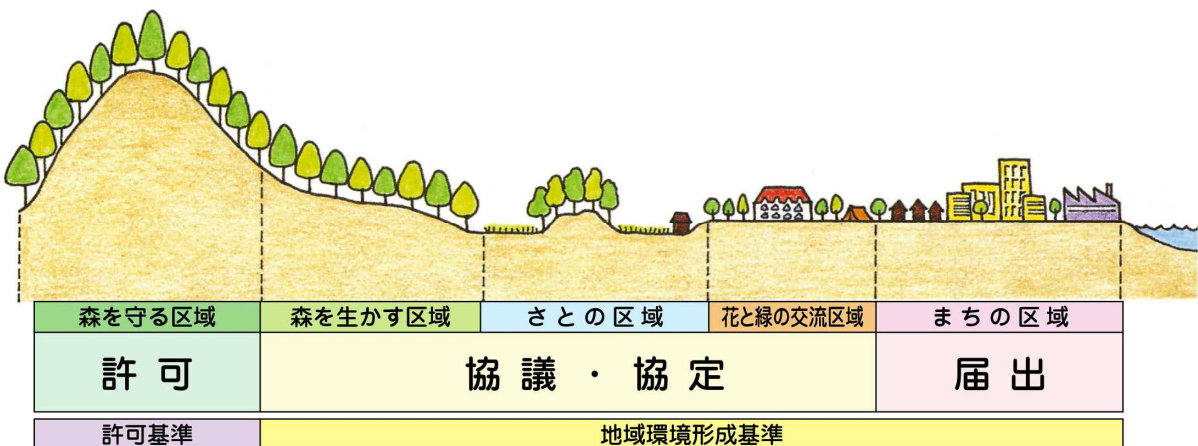 森を守る区域 森を生かす区域 さとの区域 花と緑の交流区域 まちの区域
許可 協議・協定 届出
許可基準 地域環境形成基準